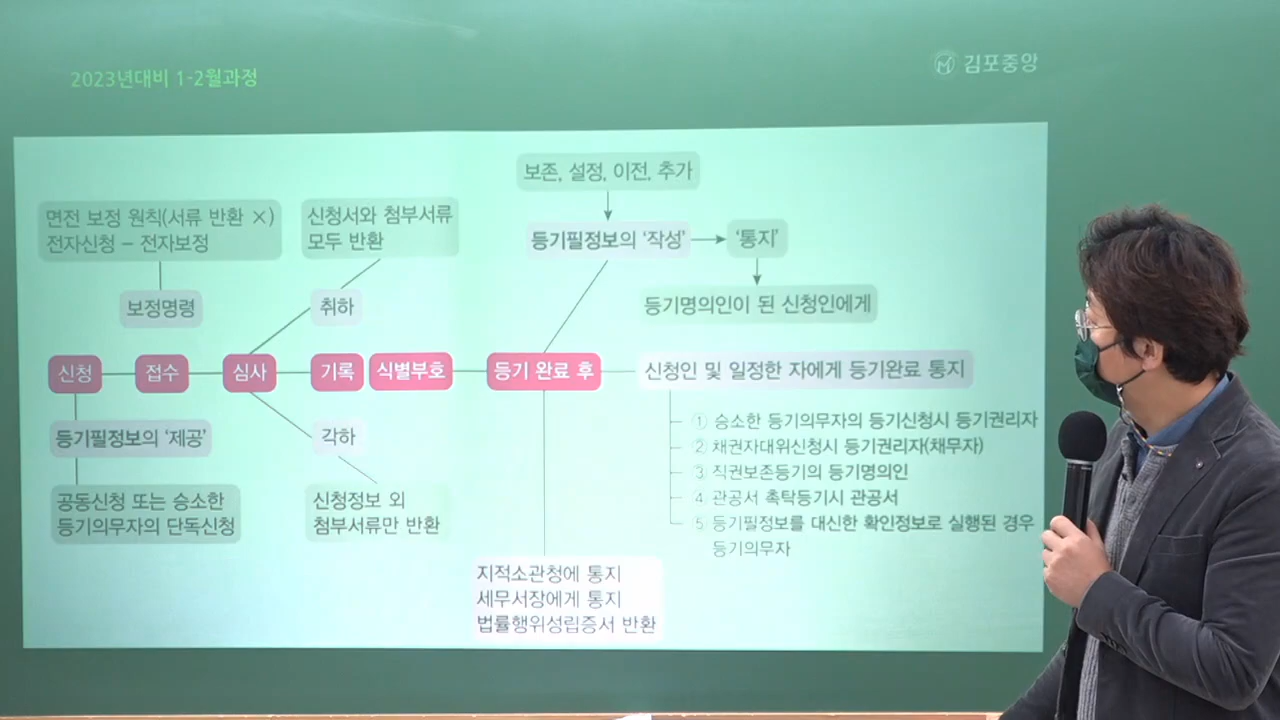 2023년대비 1-2월과정
김포중앙
보존, 설정, 이전, 추가
면전 보정 원칙(서류 반환 ×)
전자신청 – 전자보정
신청서와 첨부서류
모두 반환
등기필정보의 ‘작성’
‘통지’
보정명령
취하
등기명의인이 된 신청인에게
신청
접수
심사
기록
식별부호
등기 완료 후
신청인 및 일정한 자에게 등기완료 통지
등기필정보의 ‘제공’
각하
① 승소한 등기의무자의 등기신청시 등기권리자
② 채권자대위신청시 등기권리자(채무자)
③ 직권보존등기의 등기명의인
④ 관공서 촉탁등기시 관공서
⑤ 등기필정보를 대신한 확인정보로 실행된 경우
등기의무자
공동신청 또는 승소한
등기의무자의 단독신청
신청정보 외
첨부서류만 반환
지적소관청에 통지
세무서장에게 통지
법률행위성립증서 반환